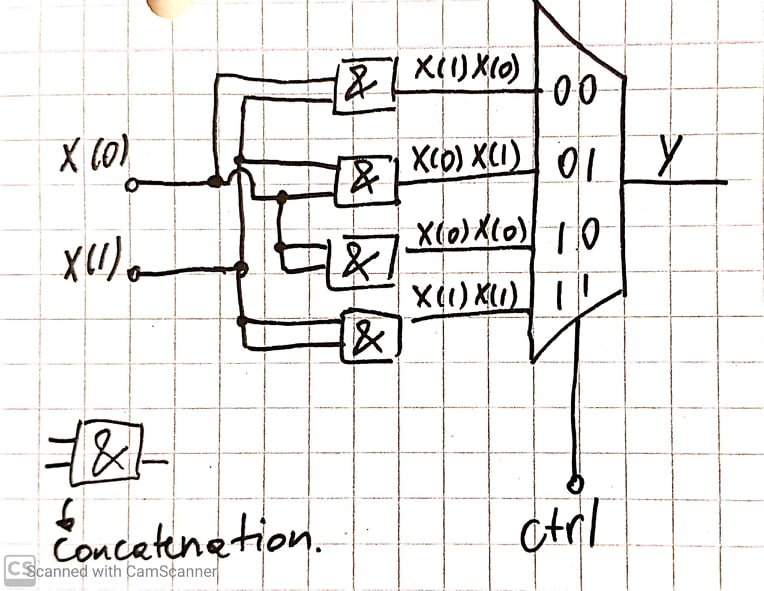 X(1)X(0)
&
00
X(0)
X(0)X(1)
&
01
Y
X(1)
X(0)X(0)
&
10
X(1)X(1)
&
11
&
Concatenation.
ctrl
CS
Scanned with CamScanner